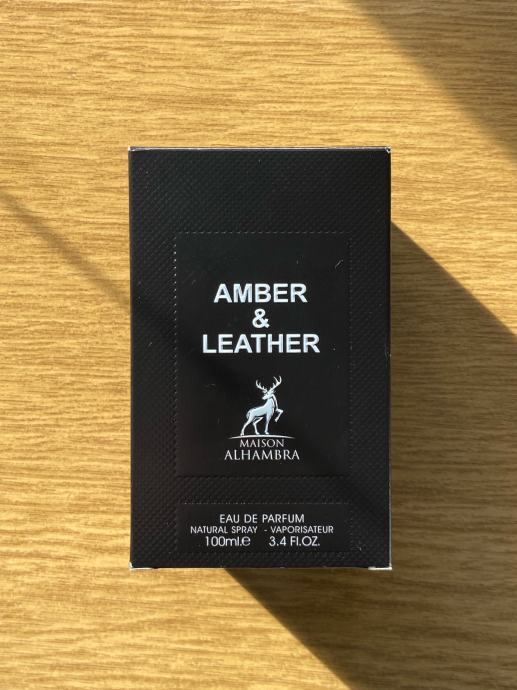 AMBER
&
LEATHER
MAISON
ALHAMBRA
EAU DE PARFUM
NATURAL SPRAY - VAPORISATEUR
100ml.e 3.4 Fl.OZ.